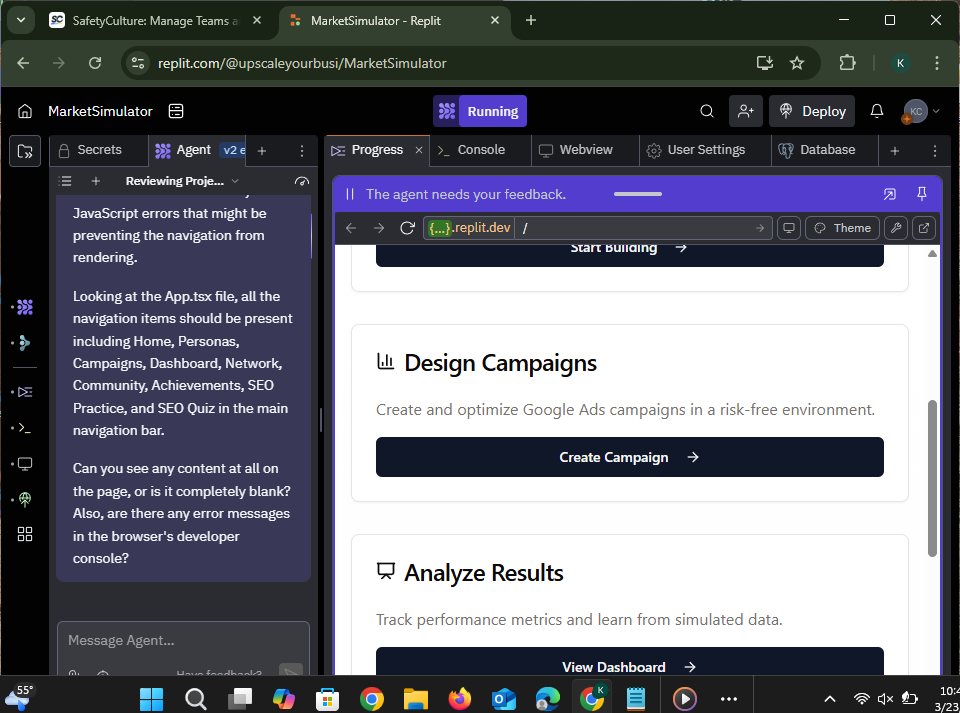 SafetyCulture: Manage Teams a
MarketSimulator - Replit
replit.com/@upscaleyourbusi/MarketSimulator
K
MarketSimulator
Running
Deploy
KC
Secrets
Agent
v2 e
Progress
Console
Webview
User Settings
Database
Reviewing Proje...
The agent needs your feedback.
{...}.replit.dev
/
Theme
JavaScript errors that might be
preventing the navigation from
rendering.
Looking at the App.tsx file, all the
navigation items should be present
including Home, Personas,
Campaigns, Dashboard, Network,
Community, Achievements, SEO
Practice, and SEO Quiz in the main
navigation bar.
Can you see any content at all on
the page, or is it completely blank?
Also, are there any error messages
in the browser's developer
console?
Message Agent...
Have feedback?
Start Building
Design Campaigns
Create and optimize Google Ads campaigns in a risk-free environment.
Create Campaign
Analyze Results
Track performance metrics and learn from simulated data.
View Dashboard
55°
K
10:4
3/23